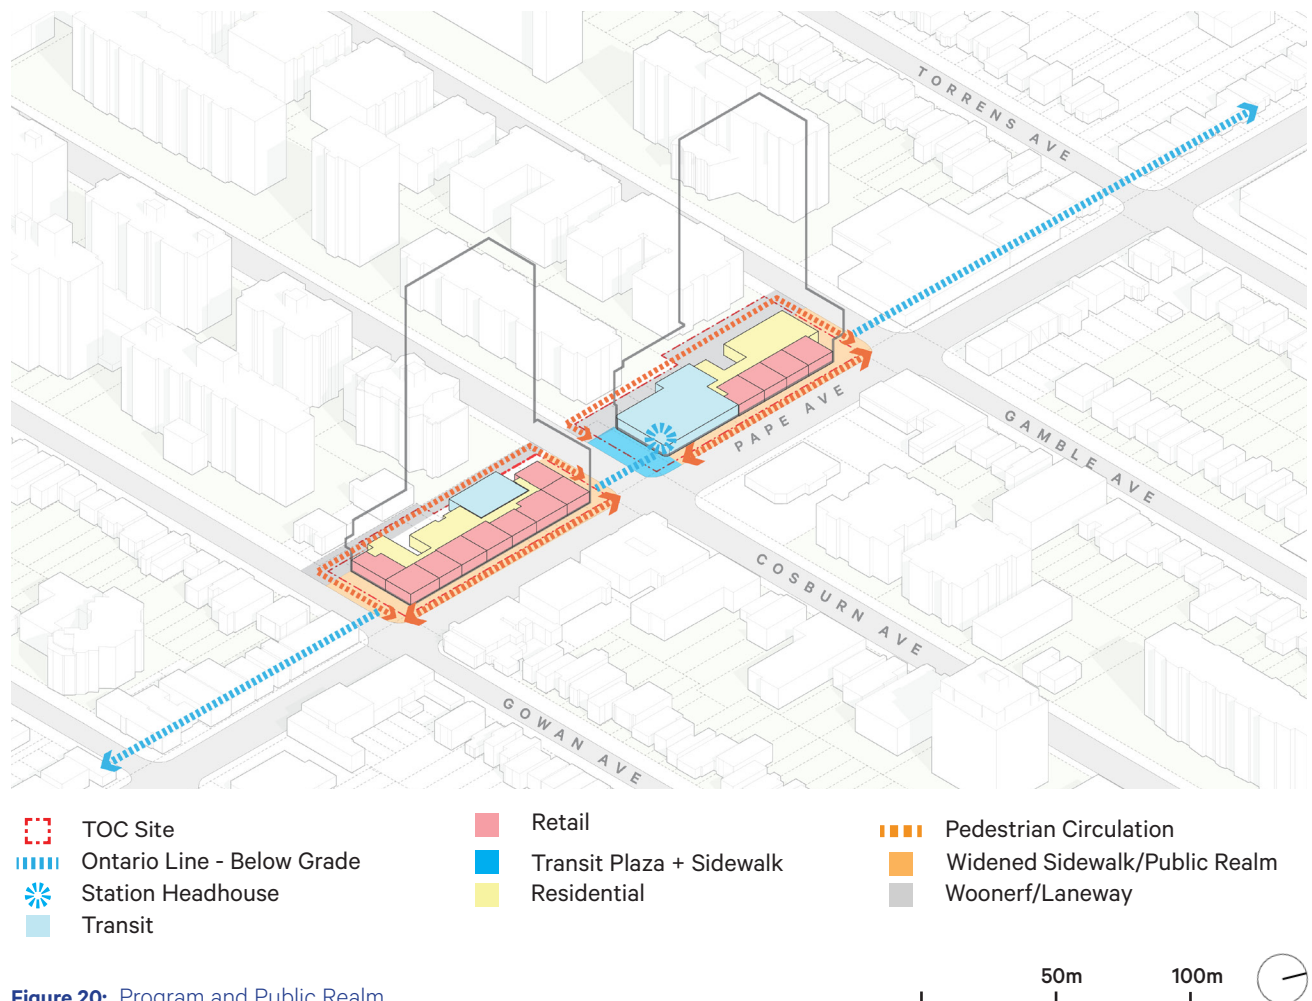 TORRENS AVE
PAPE AVE
GAMBLE AVE
COSBURN AVE
GOWAN AVE
TOC Site
Ontario Line - Below Grade
Station Headhouse
Transit
Retail
Transit Plaza + Sidewalk
Residential
Pedestrian Circulation
Widened Sidewalk/Public Realm
Woonerf/Laneway
50m 100m
Figure 20: Program and Public Realm